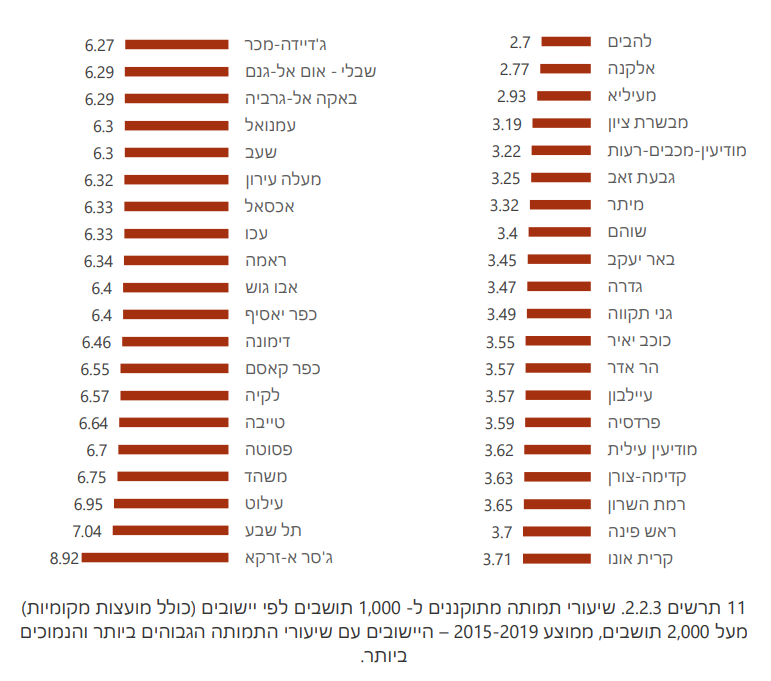 להבים 2.7
אלקנה 2.77
מעיליא 2.93
מבשרת ציון 3.19
מודיעין-מכבים-רעות 3.22
גבעת זאב 3.25
מיתר 3.32
שוהם 3.4
באר יעקב 3.45
גדרה 3.47
גני תקווה 3.49
כוכב יאיר 3.55
הר אדר 3.57
עיילבון 3.57
פרדסיה 3.59
מודיעין עילית 3.62
קדימה-צורן 3.63
רמת השרון 3.65
ראש פינה 3.7
קרית אונו 3.71
ג'דיידה-מכר 6.27
שבלי - אום אל-גנם 6.29
באקה אל-גרביה 6.29
עמנואל 6.3
שעב 6.3
מעלה עירון 6.32
אכסאל 6.33
עכו 6.33
ראמה 6.34
אבו גוש 6.4
כפר יאסיף 6.4
דימונה 6.46
כפר קאסם 6.55
לקיה 6.57
טייבה 6.64
פסוטה 6.7
משהד 6.75
עילוט 6.95
תל שבע 7.04
ג'סר א-זרקא 8.92
11 תרשים 2.2.3. שיעורי תמותה מתוקננים ל- 1,000 תושבים לפי יישובים (כולל מועצות מקומיות)
מעל 2,000 תושבים, ממוצע 2015-2019 – היישובים עם שיעורי התמותה הגבוהים ביותר והנמוכים
ביותר.